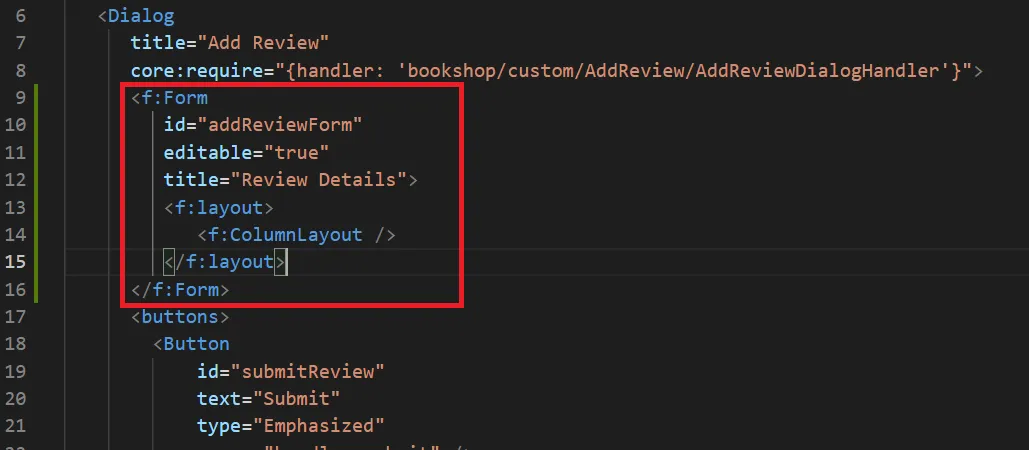 6 <Dialog
7 title="Add Review"
8 core:require="{handler: 'bookshop/custom/AddReview/AddReviewDialogHandler'}">
9 <f:Form
10 id="addReviewForm"
11 editable="true"
12 title="Review Details">
13 <f:layout>
14 <f:ColumnLayout />
15 </f:layout>
16 </f:Form>
17 <buttons>
18 <Button
19 id="submitReview"
20 text="Submit"
21 type="Emphasized"